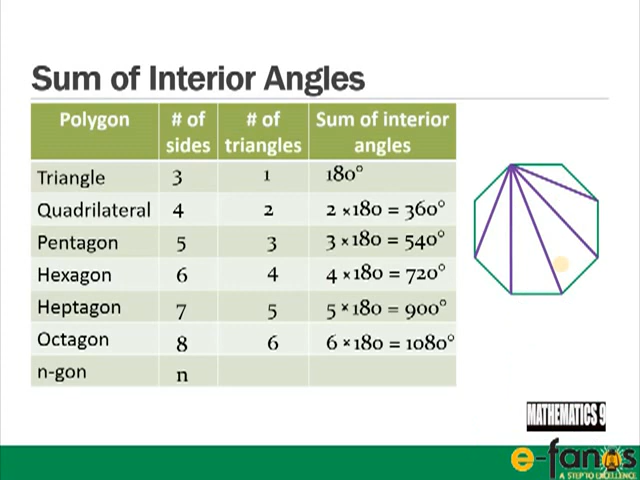 Sum of Interior Angles
Polygon # of sides # of triangles Sum of interior angles
Triangle 3 1 180°
Quadrilateral 4 2 2 × 180 = 360°
Pentagon 5 3 3 × 180 = 540°
Hexagon 6 4 4 × 180 = 720°
Heptagon 7 5 5 × 180 = 900°
Octagon 8 6 6 × 180 = 1080°
n-gon n
MATHEMATICS 9
e-fanos
A STEP TO EXCELLENCE